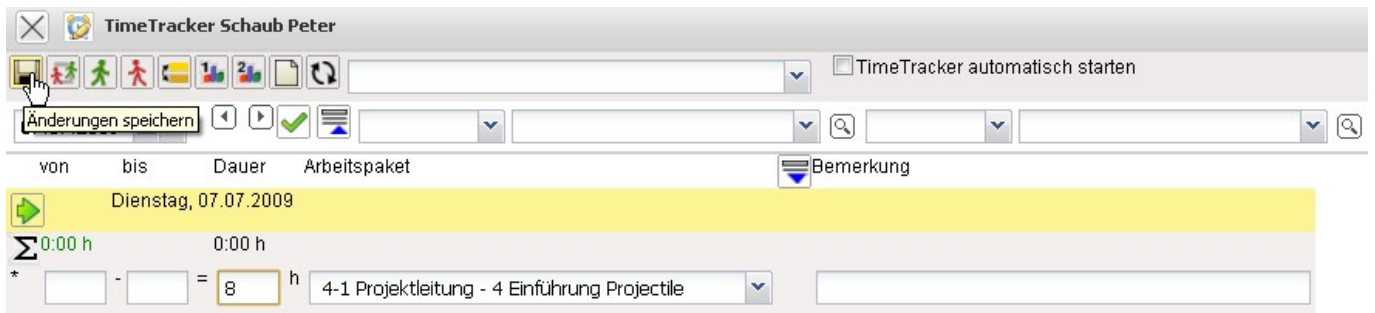 TimeTracker Schaub Peter
TimeTracker automatisch starten
Änderungen speichern
von bis Dauer Arbeitspaket Bemerkung
Dienstag, 07.07.2009
Σ 0:00 h 0:00 h
* - = 8 h 4-1 Projektleitung - 4 Einführung Projectile